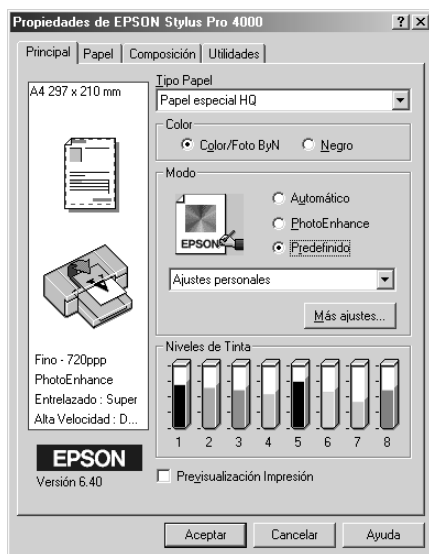 Propiedades de EPSON Stylus Pro 4000
Principal Papel Composición Utilidades
A4 297 x 210 mm
Tipo Papel
Papel especial HQ
Color
Color/Foto ByN Negro
Modo
EPSON
Automático
PhotoEnhance
Predefinido
Ajustes personales
Más ajustes...
Fino - 720ppp
PhotoEnhance
Entrelazado : Super
Alta Velocidad : D...
Niveles de Tinta
1 2 3 4 5 6 7 8
EPSON
Versión 6.40
Previsualización Impresión
Aceptar Cancelar Ayuda